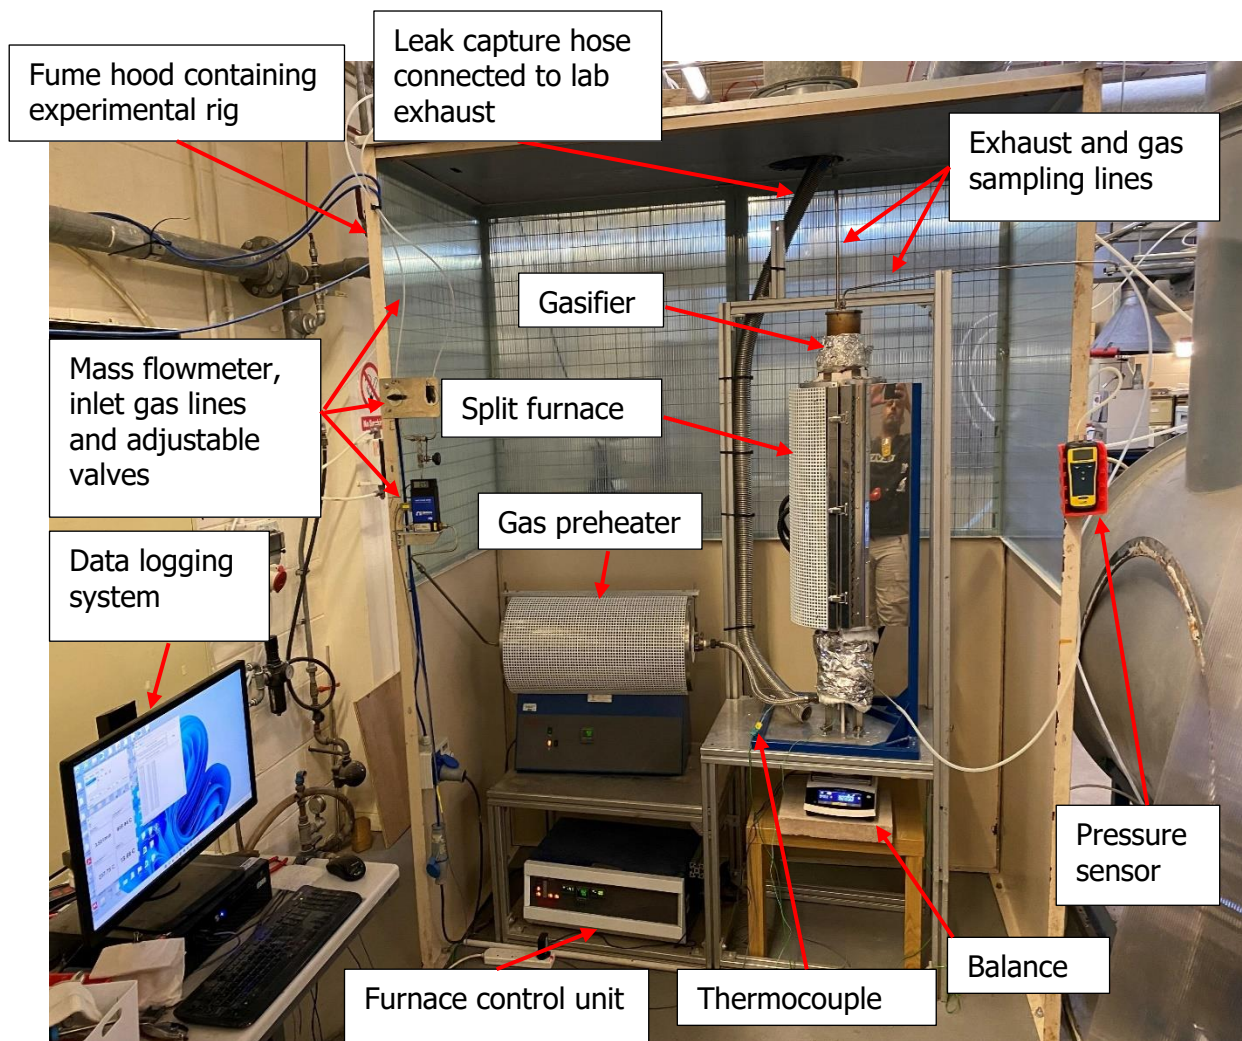 Fume hood containing
experimental rig
Leak capture hose
connected to lab
exhaust
Exhaust and gas
sampling lines
Gasifier
Mass flowmeter,
inlet gas lines
and adjustable
valves
Split furnace
Gas preheater
Data logging
system
Pressure
sensor
Balance
Furnace control unit
Thermocouple